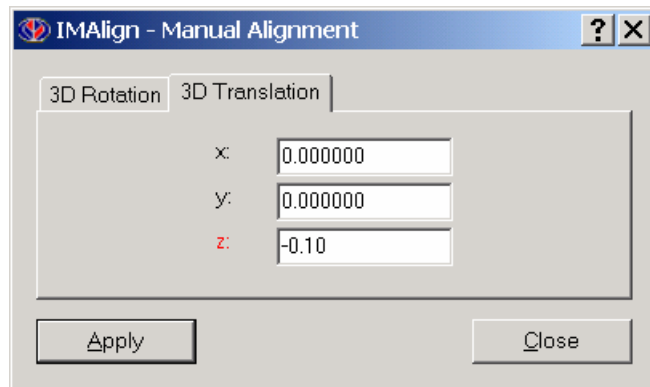 IMAlign - Manual Alignment ? X
3D Rotation 3D Translation
x: 0.000000
y: 0.000000
z: -0.10
Apply Close